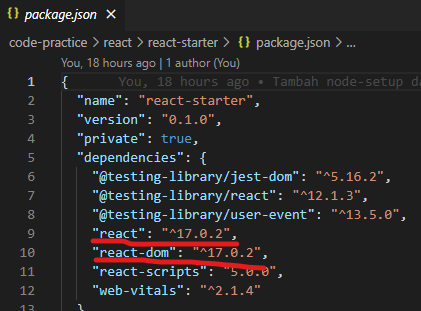 package.json
code-practice > react > react-starter > package.json > ...
You, 18 hours ago | 1 author (You)
1 { You, 18 hours ago • Tambah node-setup da
2 "name": "react-starter",
3 "version": "0.1.0",
4 "private": true,
5 "dependencies": {
6 "@testing-library/jest-dom": "^5.16.2",
7 "@testing-library/react": "^12.1.3",
8 "@testing-library/user-event": "^13.5.0",
9 "react": "^17.0.2",
10 "react-dom": "^17.0.2",
11 "react-scripts": "5.0.0",
12 "web-vitals": "^2.1.4"